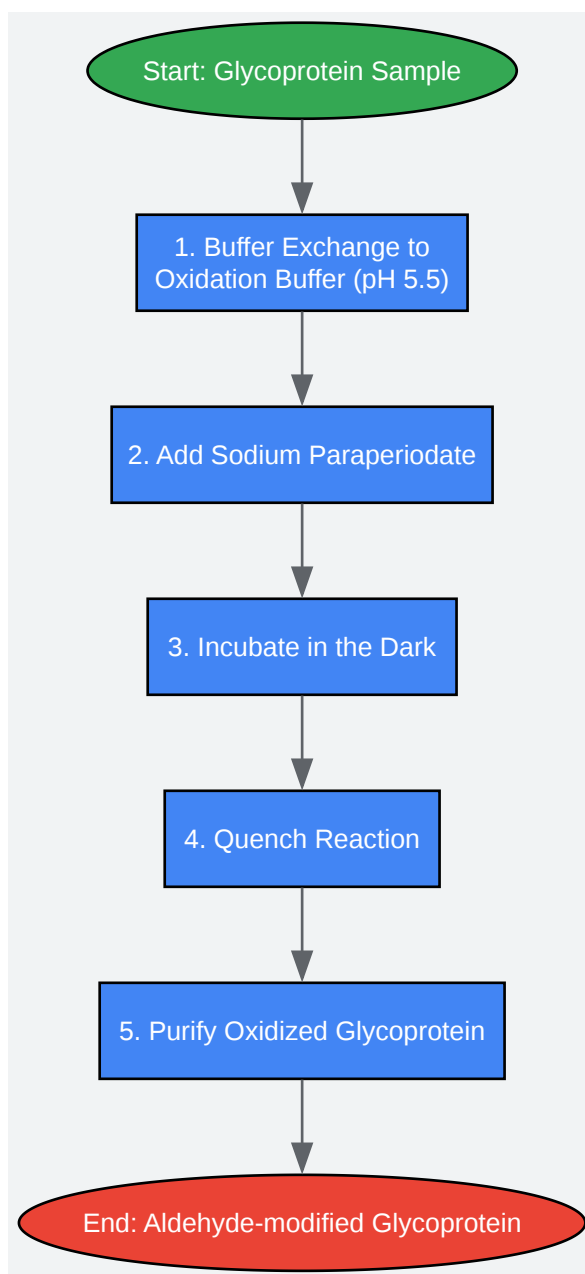 Start: Glycoprotein Sample
1. Buffer Exchange to
Oxidation Buffer (pH 5.5)
2. Add Sodium Paraperiodate
3. Incubate in the Dark
4. Quench Reaction
5. Purify Oxidized Glycoprotein
End: Aldehyde-modified Glycoprotein